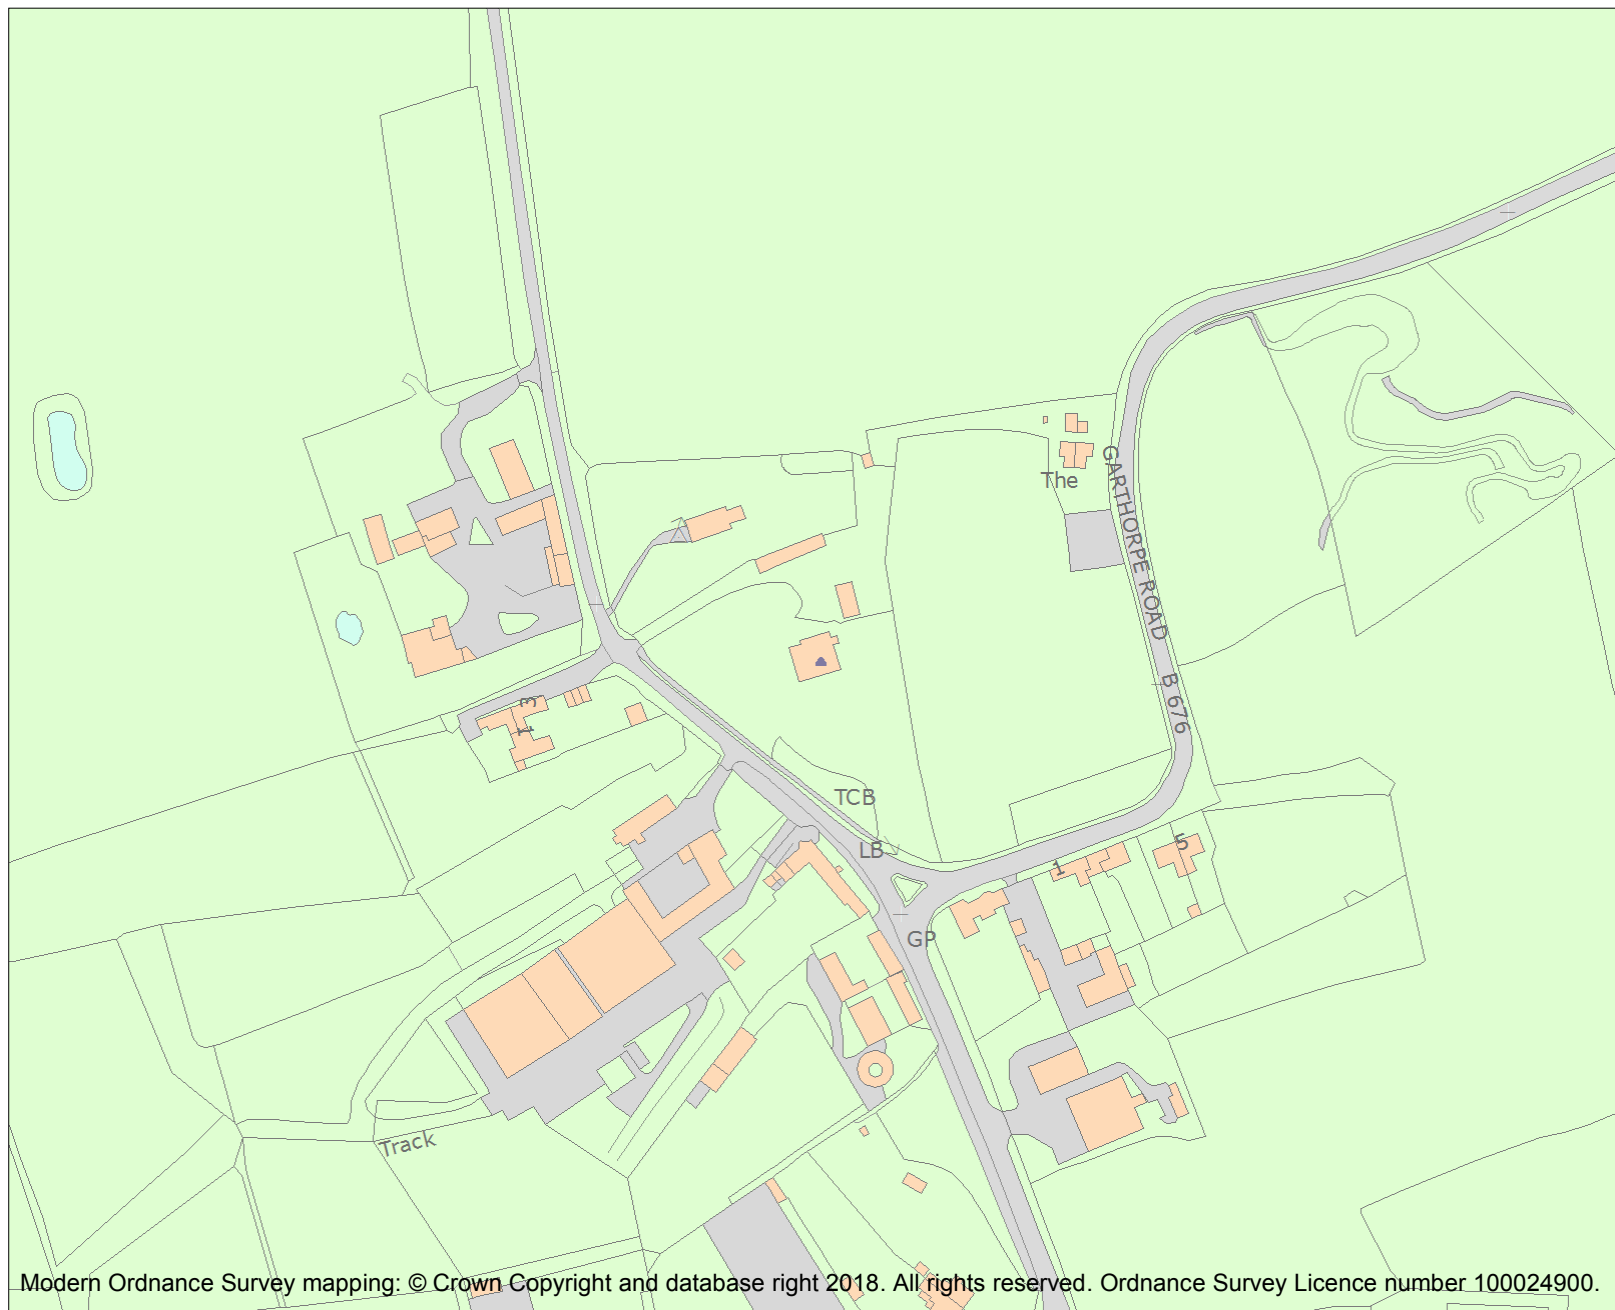 The
GARTHORPE ROAD
B 676
3
1
TCB
LB
1
5
GP
Track
Modern Ordnance Survey mapping: © Crown Copyright and database right 2018. All rights reserved. Ordnance Survey Licence number 100024900.